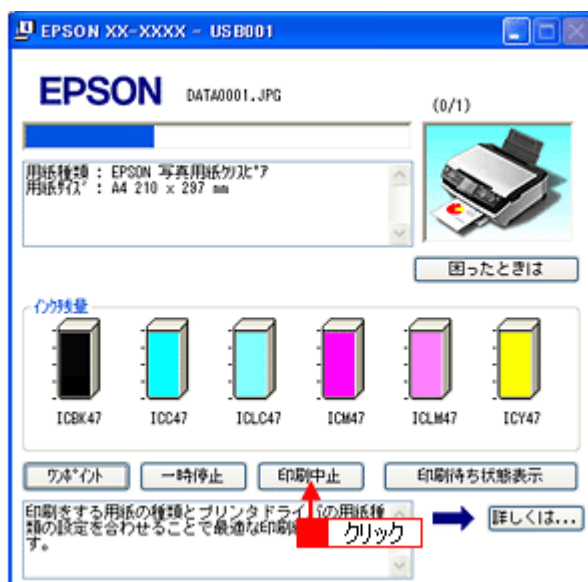 EPSON XX-XXXX - USB001
EPSON DATA0001.JPG
(0/1)
用紙種類 : EPSON 写真用紙クリスピア
用紙サイズ : A4 210 x 297 mm
困ったときは
インク残量
ICBK47 ICC47 ICLC47 ICM47 ICLM47 ICY47
ワンポイント 一時停止 印刷中止 印刷待ち状態表示
印刷をする用紙の種類とプリンタドライバの用紙種
類の設定を合わせることで最適な印刷
す。
クリック
詳しくは...